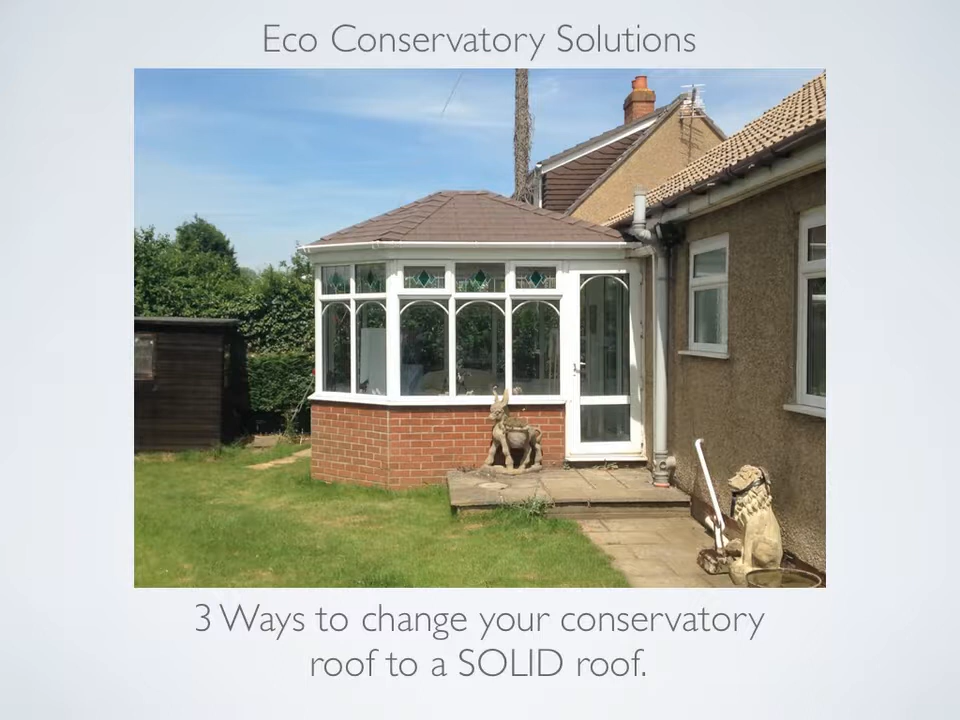 Eco Conservatory Solutions
3 Ways to change your conservatory
roof to a SOLID roof.